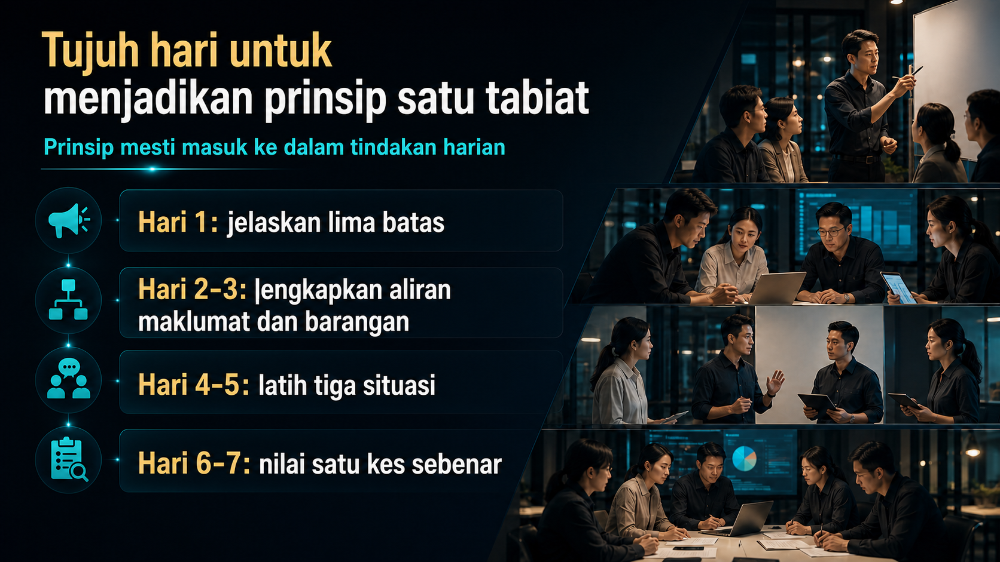 Tujuh hari untuk
menjadikan prinsip satu tabiat
Prinsip mesti masuk ke dalam tindakan harian
Hari 1: jelaskan lima batas
Hari 2–3: lengkapkan aliran
maklumat dan barangan
Hari 4–5: latih tiga situasi
Hari 6–7: nilai satu kes sebenar